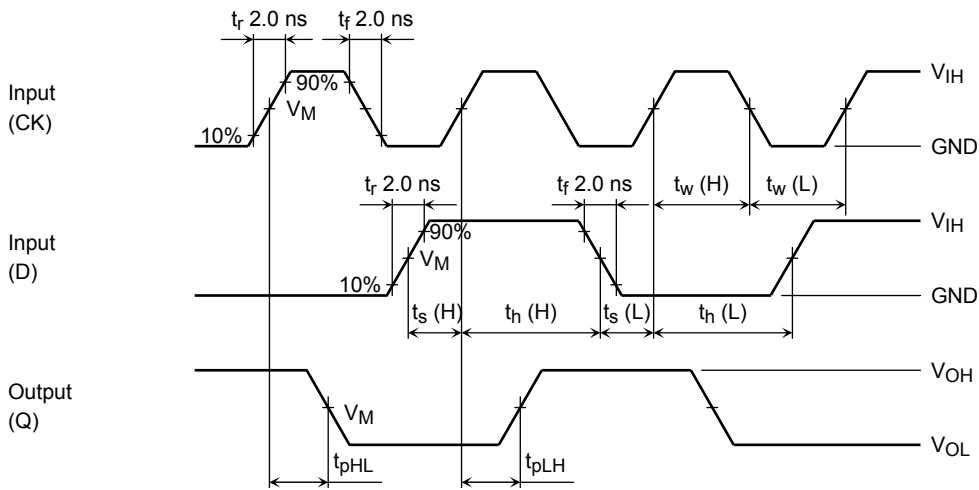 tr 2.0 ns
tf 2.0 ns
Input
(CK)
90%
VM
10%
VIH
GND
tr 2.0 ns
tf 2.0 ns
tw (H)
tw (L)
Input
(D)
90%
VM
10%
VIH
GND
ts (H)
th (H)
ts (L)
th (L)
Output
(Q)
VM
VOH
VOL
tpHL
tpLH